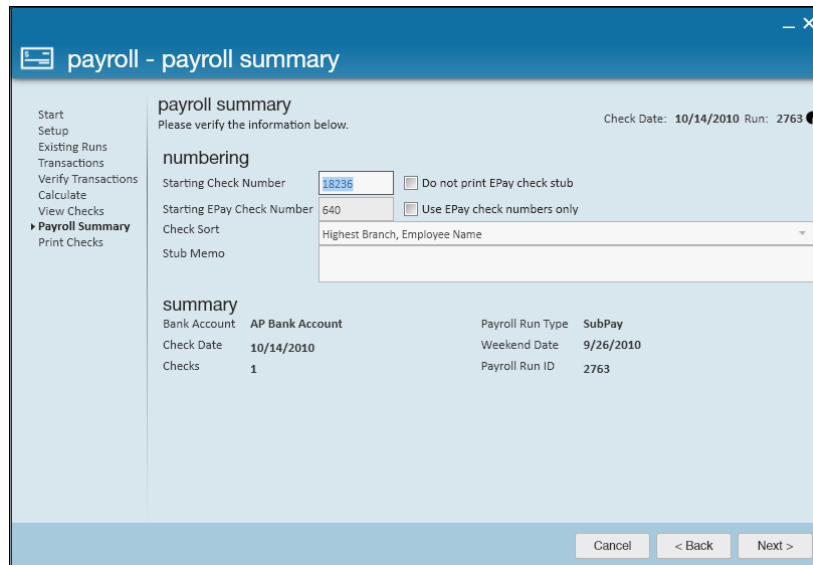 payroll - payroll summary
Start
Setup
Existing Runs
Transactions
Verify Transactions
Calculate
View Checks
Payroll Summary
Print Checks
payroll summary
Please verify the information below.
Check Date: 10/14/2010 Run: 2763
numbering
Starting Check Number 18236 Do not print EPay check stub
Starting EPay Check Number 640 Use EPay check numbers only
Check Sort Highest Branch, Employee Name
Stub Memo
summary
Bank Account AP Bank Account Payroll Run Type SubPay
Check Date 10/14/2010 Weekend Date 9/26/2010
Checks 1 Payroll Run ID 2763
Cancel < Back Next >